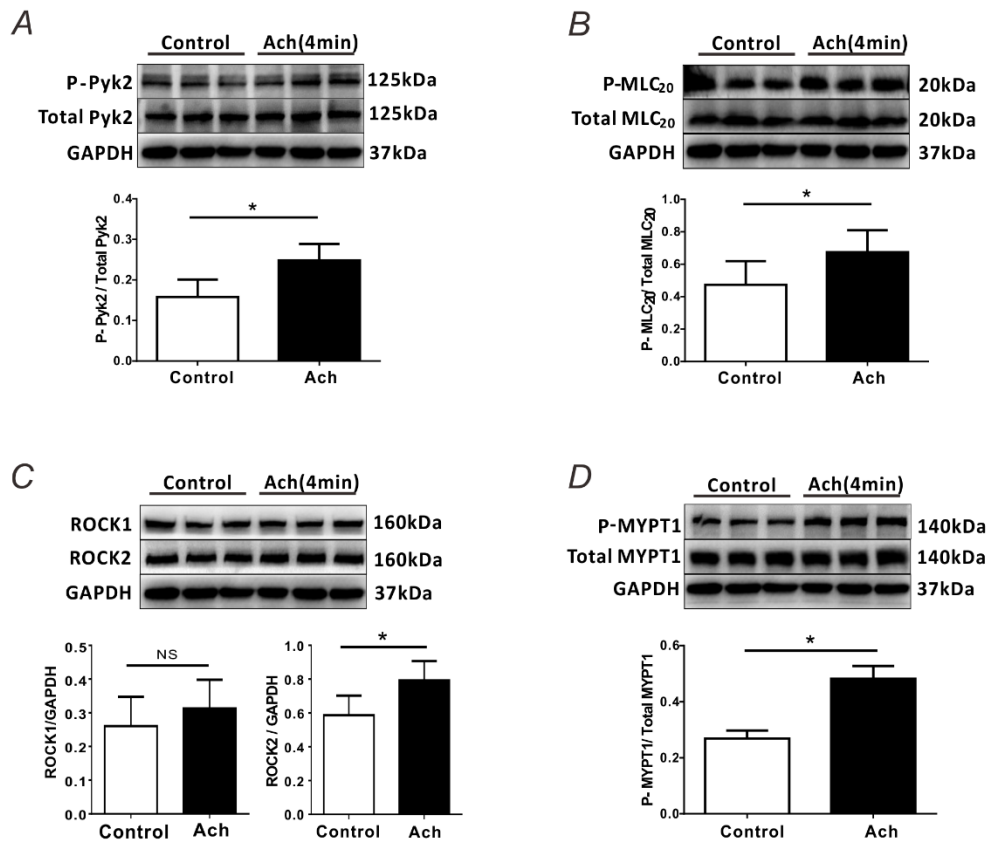 A
Control Ach(4min)
P-Pyk2 125kDa
Total Pyk2 125kDa
GAPDH 37kDa
0.4
0.3
0.2
0.1
0.0
P-Pyk2 / Total Pyk2
*
Control Ach
B
Control Ach(4min)
P-MLC20 20kDa
Total MLC20 20kDa
GAPDH 37kDa
1.0
0.8
0.6
0.4
0.2
0.0
P-MLC20/ Total MLC20
*
Control Ach
C
Control Ach(4min)
ROCK1 160kDa
ROCK2 160kDa
GAPDH 37kDa
0.5
0.4
0.3
0.2
0.1
0.0
ROCK1/GAPDH
NS
Control Ach
1.0
0.8
0.6
0.4
0.2
0.0
ROCK2 / GAPDH
*
Control Ach
D
Control Ach(4min)
P-MYPT1 140kDa
Total MYPT1 140kDa
GAPDH 37kDa
0.6
0.4
0.2
0.0
P-MYPT1/ Total MYPT1
*
Control Ach